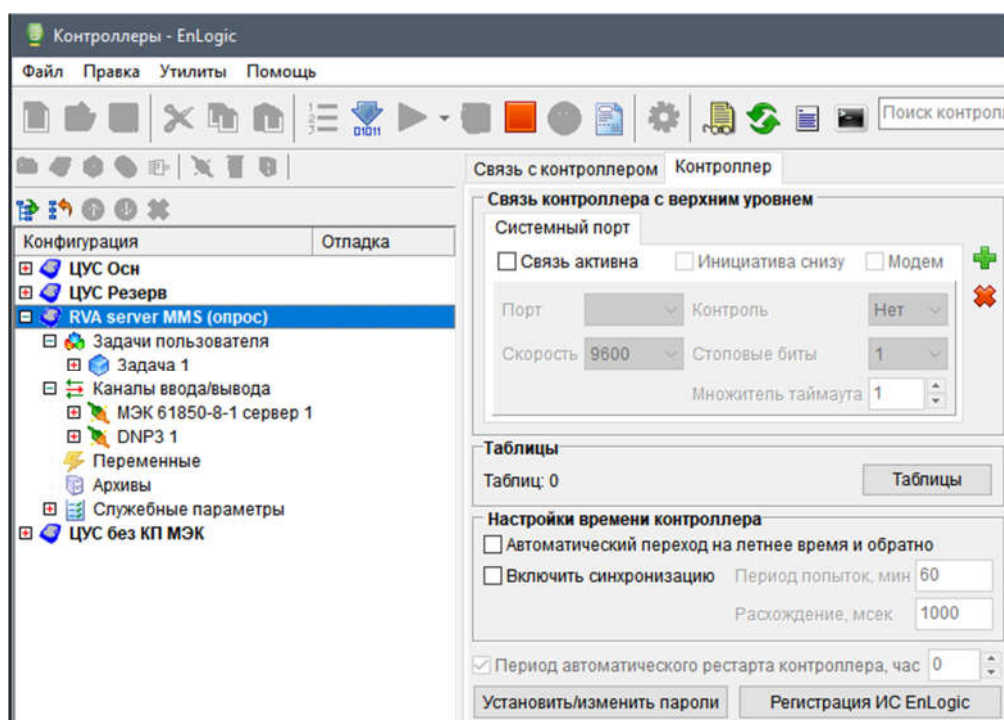 Контроллеры - EnLogic
Файл Правка Утилиты Помощь
01011
Поиск контрол
Связь с контроллером Контроллер
Связь контроллера с верхним уровнем
Системный порт
Связь активна Инициатива снизу Модем
Порт Контроль Нет
Скорость 9600 Стоповые биты 1
Множитель таймаута 1
Таблицы
Таблиц: 0 Таблицы
Настройки времени контроллера
Автоматический переход на летнее время и обратно
Включить синхронизацию Период попыток, мин 60
Расхождение, мсек 1000
Период автоматического рестарта контроллера, час 0
Установить/изменить пароли Регистрация ИС EnLogic
Конфигурация Отладка
ЦУС Осн
ЦУС Резерв
RVA server MMS (опрос)
Задачи пользователя
Задача 1
Каналы ввода/вывода
МЭК 61850-8-1 сервер 1
DNP3 1
Переменные
Архивы
Служебные параметры
ЦУС без КП МЭК